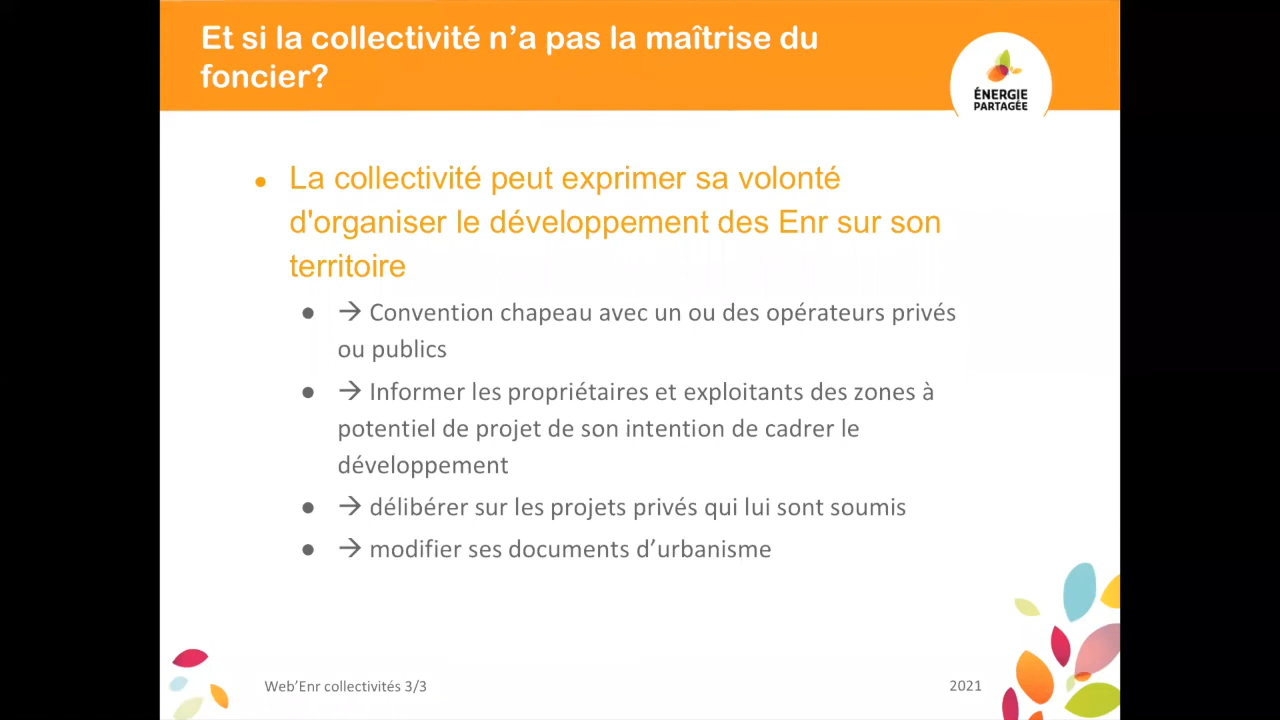 Et si la collectivité n’a pas la maîtrise du
foncier?
ÉNERGIE
PARTAGÉE
● La collectivité peut exprimer sa volonté
d'organiser le développement des Enr sur son
territoire
● → Convention chapeau avec un ou des opérateurs privés
ou publics
● → Informer les propriétaires et exploitants des zones à
potentiel de projet de son intention de cadrer le
développement
● → délibérer sur les projets privés qui lui sont soumis
● → modifier ses documents d’urbanisme
Web’Enr collectivités 3/3
2021